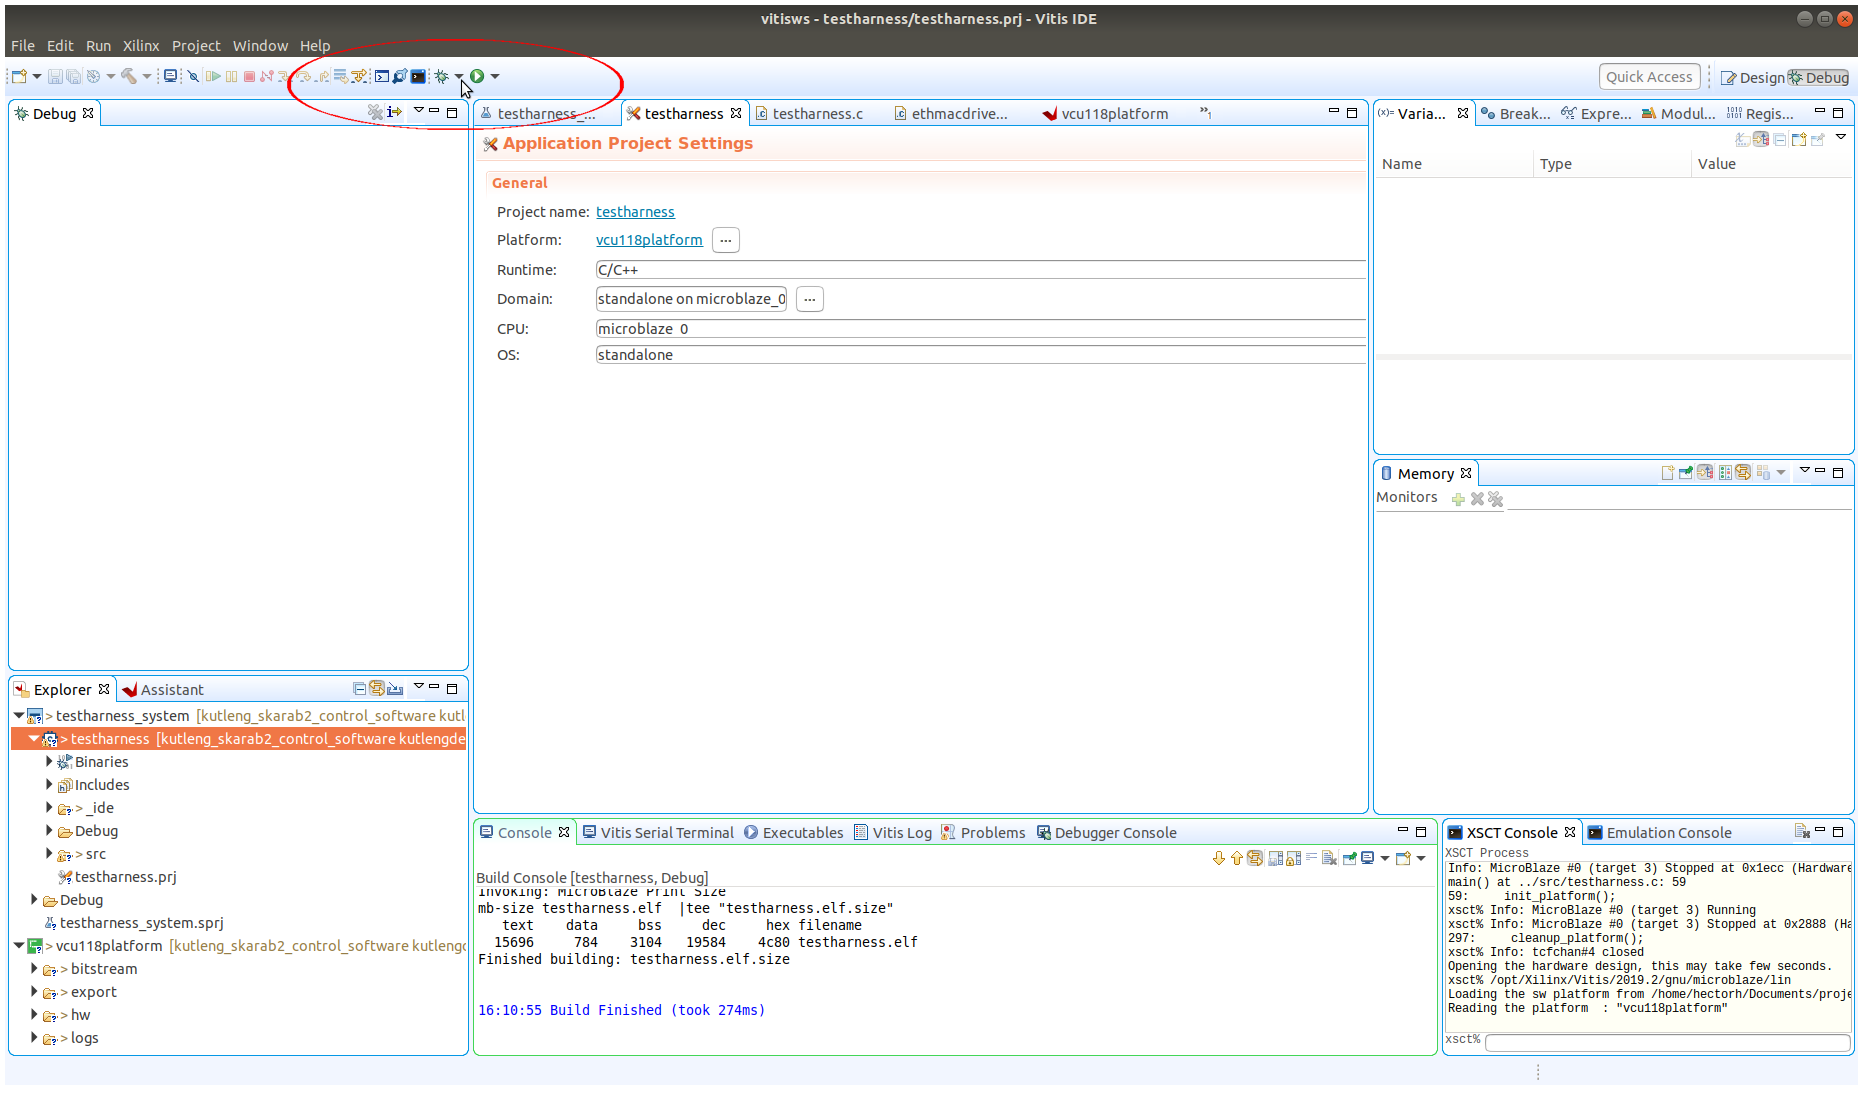 vitisws - testharness/testharness.prj - Vitis IDE
File Edit Run Xilinx Project Window Help
Quick Access Design Debug
Debug
testharness_... testharness testharness.c ethmacdrive... vcu118platform »1
Application Project Settings
General
Project name: testharness
Platform: vcu118platform ...
Runtime: C/C++
Domain: standalone on microblaze_0 ...
CPU: microblaze_0
OS: standalone
(x)= Varia... Break... Expre... Modul... Regis...
Name Type Value
Memory
Monitors
Explorer Assistant
> testharness_system [kutleng_skarab2_control_software kutl
> testharness [kutleng_skarab2_control_software kutlengde
Binaries
Includes
> _ide
Debug
> src
testharness.prj
Debug
testharness_system.sprj
> vcu118platform [kutleng_skarab2_control_software kutlengc
> bitstream
> export
> hw
> logs
Console Vitis Serial Terminal Executables Vitis Log Problems Debugger Console
Build Console [testharness, Debug]
Invoking: MicroBlaze Print Size
mb-size testharness.elf |tee "testharness.elf.size"
text data bss dec hex filename
15696 784 3104 19584 4c80 testharness.elf
Finished building: testharness.elf.size
16:10:55 Build Finished (took 274ms)
XSCT Console Emulation Console
XSCT Process
Info: MicroBlaze #0 (target 3) Stopped at 0x1ecc (Hardware
main() at ../src/testharness.c: 59
59: init_platform();
xsct% Info: MicroBlaze #0 (target 3) Running
xsct% Info: MicroBlaze #0 (target 3) Stopped at 0x2888 (Ha
297: cleanup_platform();
xsct% Info: tcfchan#4 closed
Opening the hardware design, this may take few seconds.
xsct% /opt/Xilinx/Vitis/2019.2/gnu/microblaze/lin
Loading the sw platform from /home/hectorh/Documents/proje
Reading the platform : "vcu118platform"
xsct%